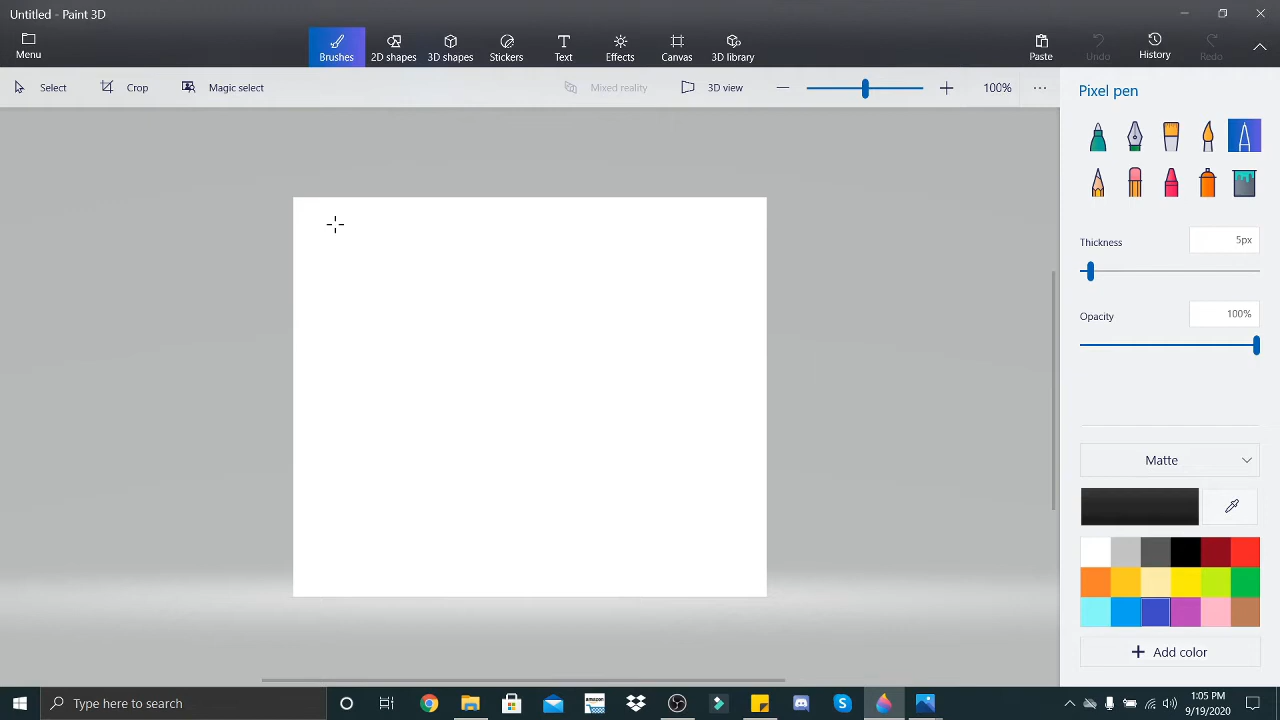 Untitled - Paint 3D
Menu
Brushes
2D shapes
3D shapes
Stickers
Text
Effects
Canvas
3D library
Paste
Undo
History
Redo
Select
Crop
Magic select
Mixed reality
3D view
100%
Pixel pen
Thickness
5px
Opacity
100%
Matte
Add color
Type here to search
amazon
1:05 PM
9/19/2020